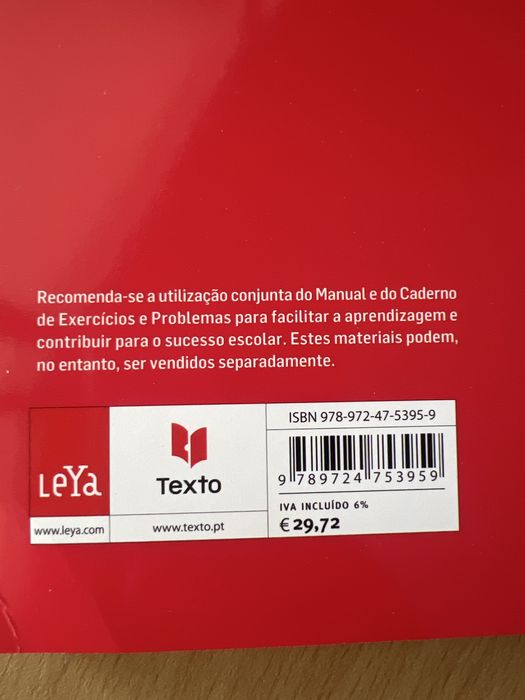 Recomenda-se a utilização conjunta do Manual e do Caderno
de Exercícios e Problemas para facilitar a aprendizagem e
contribuir para o sucesso escolar. Estes materiais podem,
no entanto, ser vendidos separadamente.
LeYa
www.leya.com
Texto
www.texto.pt
ISBN 978-972-47-5395-9
9 789724 753959
IVA INCLUÍDO 6%
€ 29,72